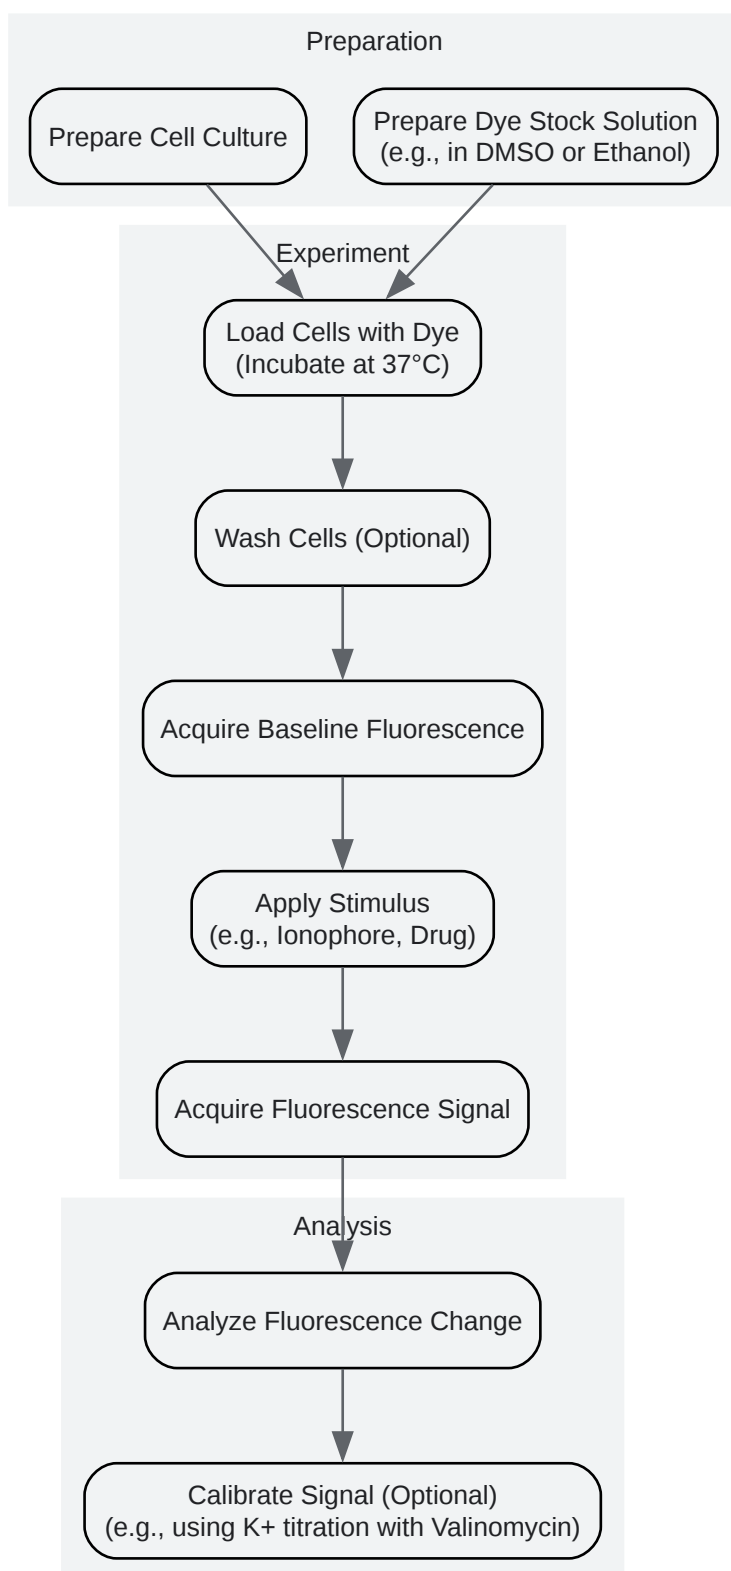 Preparation
Prepare Cell Culture
Prepare Dye Stock Solution
(e.g., in DMSO or Ethanol)
Experiment
Load Cells with Dye
(Incubate at 37°C)
Wash Cells (Optional)
Acquire Baseline Fluorescence
Apply Stimulus
(e.g., Ionophore, Drug)
Acquire Fluorescence Signal
Analysis
Analyze Fluorescence Change
Calibrate Signal (Optional)
(e.g., using K+ titration with Valinomycin)